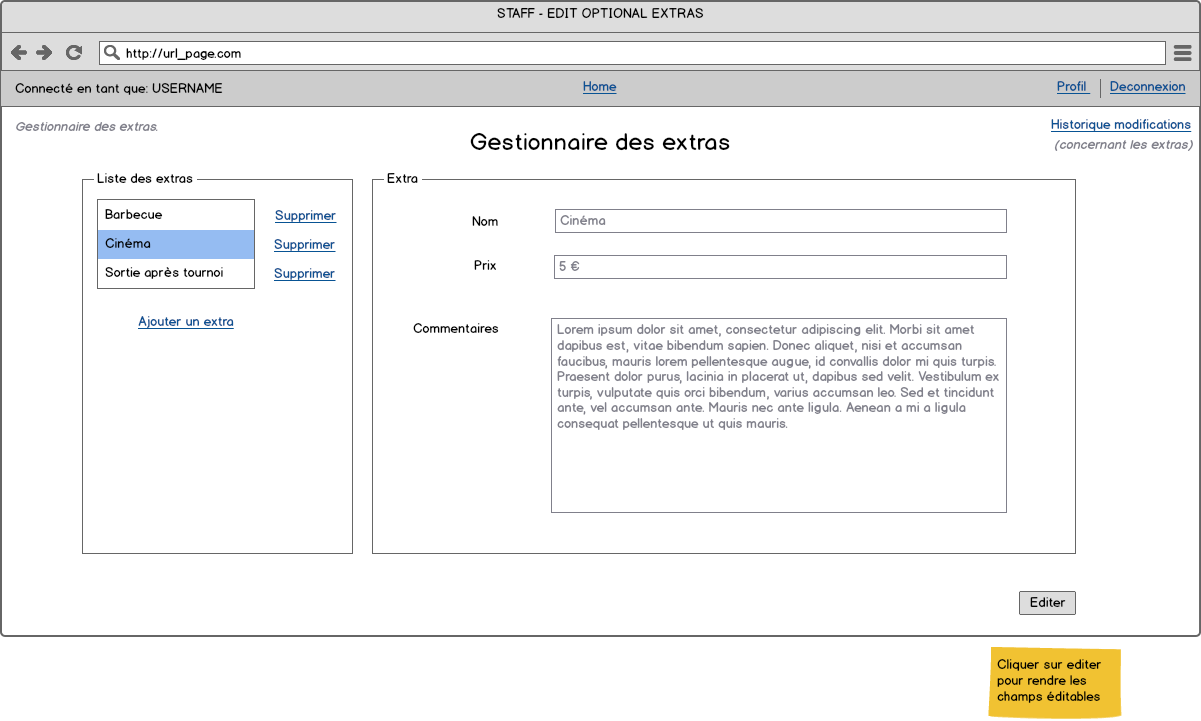 STAFF - EDIT OPTIONAL EXTRAS
http://url_page.com
Connecté en tant que: USERNAME
Home
Profil
Deconnexion
Gestionnaire des extras.
Historique modifications
(concernant les extras)
Gestionnaire des extras
Liste des extras
Barbecue
Supprimer
Cinéma
Supprimer
Sortie après tournoi
Supprimer
Ajouter un extra
Extra
Nom
Cinéma
Prix
5 €
Commentaires
Lorem ipsum dolor sit amet, consectetur adipiscing elit. Morbi sit amet
dapibus est, vitae bibendum sapien. Donec aliquet, nisi et accumsan
faucibus, mauris lorem pellentesque augue, id convallis dolor mi quis turpis.
Praesent dolor purus, lacinia in placerat ut, dapibus sed velit. Vestibulum ex
turpis, vulputate quis orci bibendum, varius accumsan leo. Sed et tincidunt
ante, vel accumsan ante. Mauris nec ante ligula. Aenean a mi a ligula
consequat pellentesque ut quis mauris.
Editer
Cliquer sur editer
pour rendre les
champs éditables